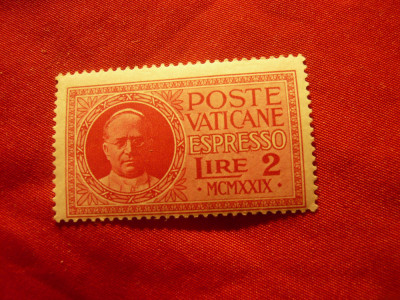 POSTE
VATICANE
ESPRESSO
LIRE 2
·MCMXXIX·